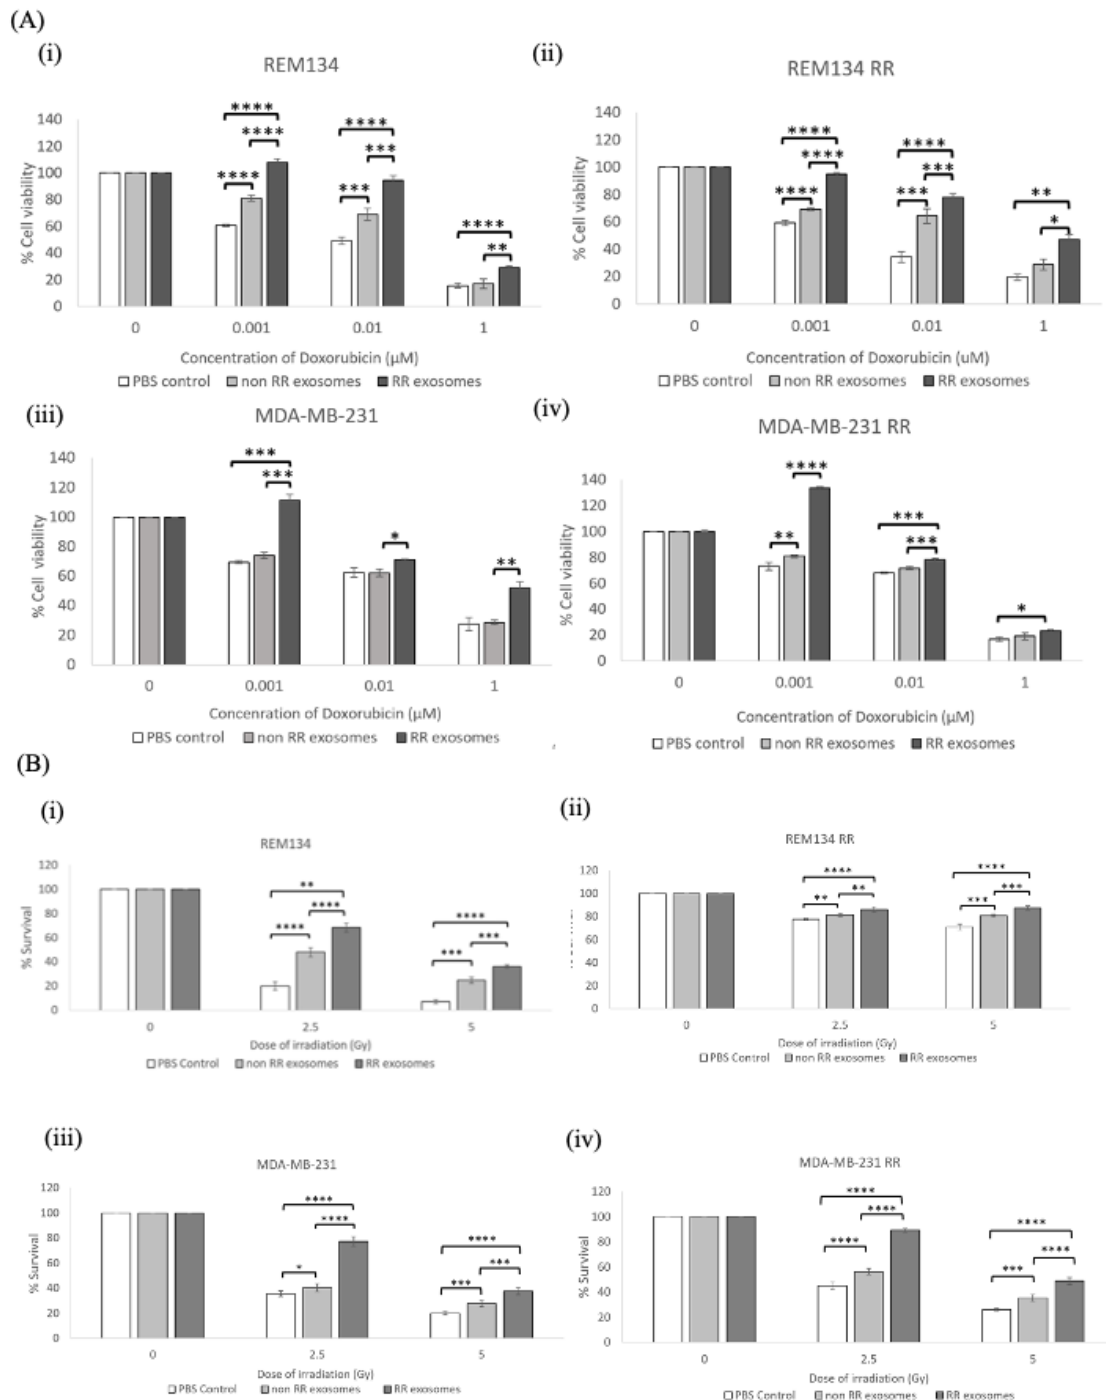 (A)
(i)
REM134
% Cell viability
140
120
100
80
60
40
20
0
**** **** ****
**** *** ***
**** **
0 0.001 0.01 1
Concentration of Doxorubicin (µM)
PBS control non RR exosomes RR exosomes
(ii)
REM134 RR
% Cell viability
140
120
100
80
60
40
20
0
**** **** ****
**** *** ***
** *
0 0.001 0.01 1
Concentration of Doxorubicin (uM)
PBS control non RR exosomes RR exosomes
(iii)
MDA-MB-231
% Cell viability
140
120
100
80
60
40
20
0
*** ***
*
**
0 0.001 0.01 1
Concenration of Doxorubicin (µM)
PBS control non RR exosomes RR exosomes
(iv)
MDA-MB-231 RR
% Cell viability
140
120
100
80
60
40
20
0
**** **
*** ***
*
0 0.001 0.01 1
Concentration of Doxorubicin (µM)
PBS control non RR exosomes RR exosomes
(B)
(i)
REM134
% Survival
120
100
80
60
40
20
0
** **** ****
**** *** ***
0 2.5 5
Dose of irradiation (Gy)
PBS Control non RR exosomes RR exosomes
(ii)
REM134 RR
120
100
80
60
40
20
0
**** ** **
**** *** ***
0 2.5 5
Dose of irradiation (Gy)
PBS Control non RR exosomes RR exosomes
(iii)
MDA-MB-231
% Survival
120
100
80
60
40
20
0
**** **** *
**** *** ***
0 2.5 5
Dose of irradiation (Gy)
PBS Control non RR exosomes RR exosomes
(iv)
MDA-MB-231 RR
% Survival
120
100
80
60
40
20
0
**** **** ****
**** **** ***
0 2.5 5
Dose of irradiation (Gy)
PBS Control non RR exosomes RR exosomes